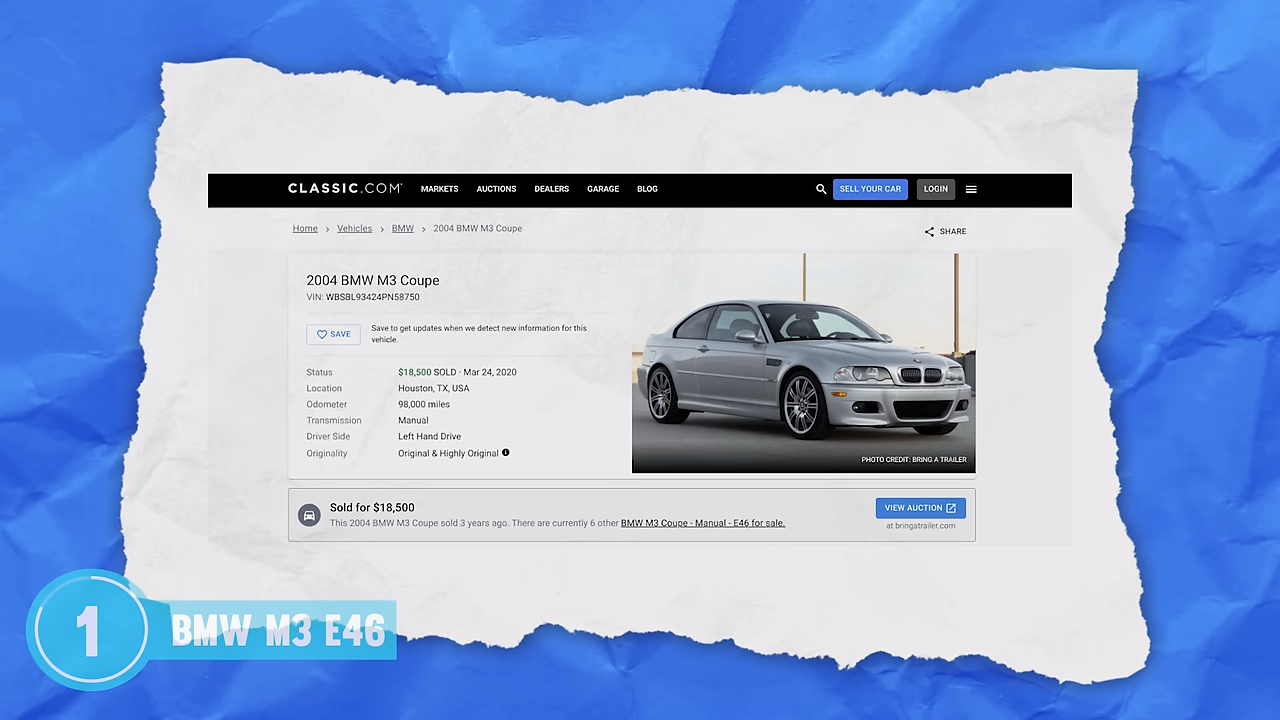 CLASSIC.COM MARKETS AUCTIONS DEALERS GARAGE BLOG SELL YOUR CAR LOGIN
Home > Vehicles > BMW > 2004 BMW M3 Coupe SHARE
2004 BMW M3 Coupe
VIN: WBSBL93424PN58750
SAVE
Save to get updates when we detect new information for this
vehicle.
Status $18,500 SOLD · Mar 24, 2020
Location Houston, TX, USA
Odometer 98,000 miles
Transmission Manual
Driver Side Left Hand Drive
Originality Original & Highly Original
PHOTO CREDIT: BRING A TRAILER
Sold for $18,500
This 2004 BMW M3 Coupe sold 3 years ago. There are currently 6 other BMW M3 Coupe - Manual - E46 for sale.
VIEW AUCTION
at bringatrailer.com
1 BMW M3 E46